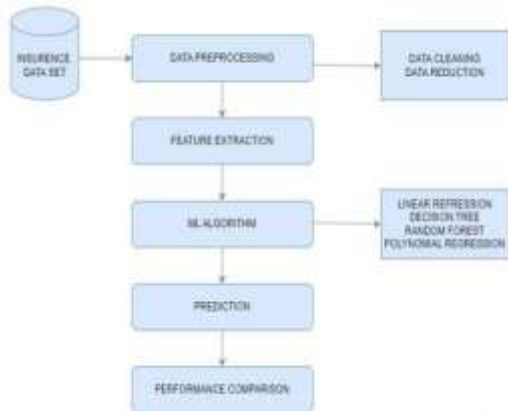 INSURENCE
DATA SET
DATA PREPROCESSING
DATA CLEANING
DATA REDUCTION
FEATURE EXTRACTION
ML ALGORITHM
LINEAR REFRESSION
DECISION TREE
RANDOM FOREST
POLYNOMIAL REGRESSION
PREDICTION
PERFORMANCE COMPARISON